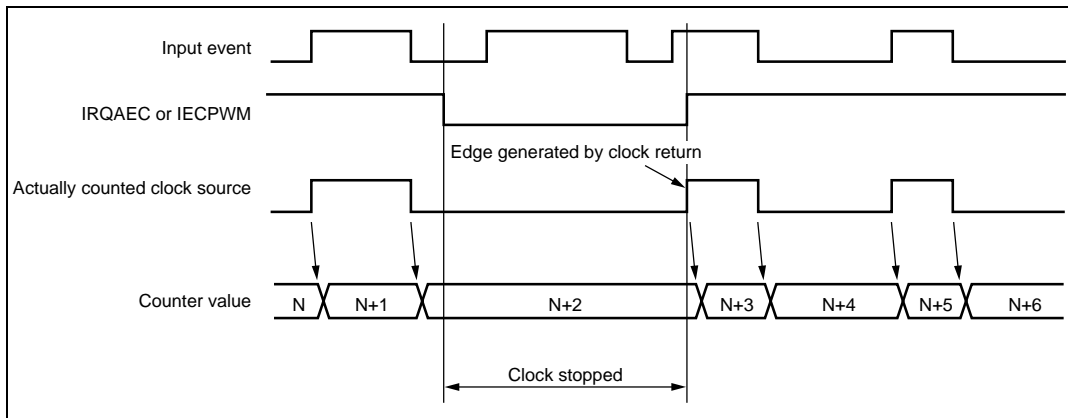 Input event
IRQAEC or IECPWM
Edge generated by clock return
Actually counted clock source
Counter value
N
N+1
N+2
N+3
N+4
N+5
N+6
Clock stopped